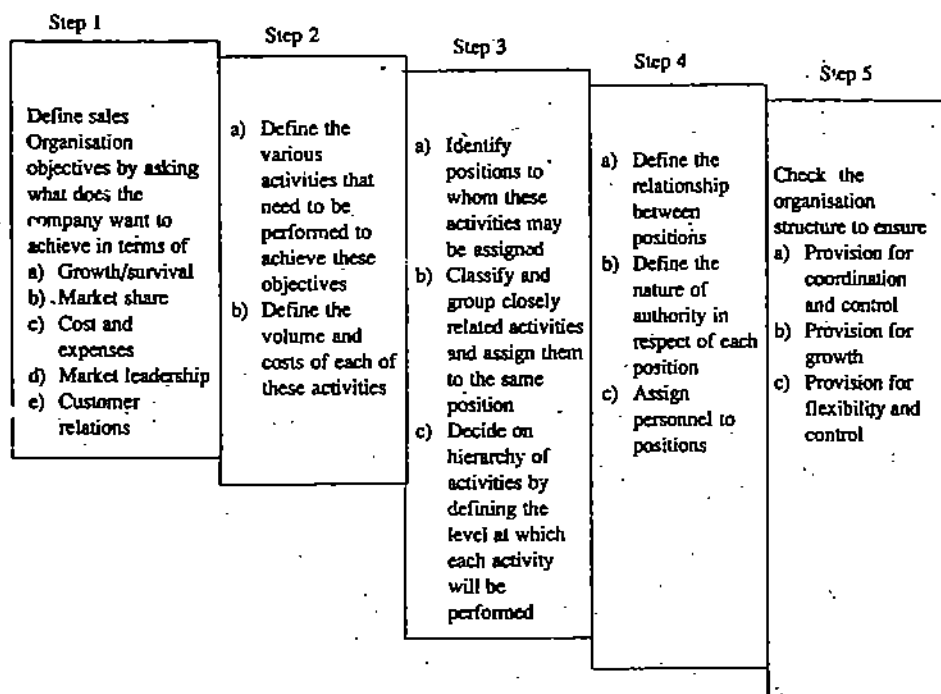 Step 1
Define sales
Organisation
objectives by asking
what does the
company want to
achieve in terms of
a) Growth/survival
b) Market share
c) Cost and
expenses
d) Market leadership
e) Customer
relations
Step 2
a) Define the
various
activities that
need to be
performed to
achieve these
objectives
b) Define the
volume and
costs of each of
these activities
Step 3
a) Identify
positions to
whom these
activities may
be assigned
b) Classify and
group closely
related activities
and assign them
to the same
position
c) Decide on
hierarchy of
activities by
defining the
level at which
each activity
will be
performed
Step 4
a) Define the
relationship
between
positions
b) Define the
nature of
authority in
respect of each
position
c) Assign
personnel to
positions
Step 5
Check the
organisation
structure to ensure
a) Provision for
coordination
and control
b) Provision for
growth
c) Provision for
flexibility and
control